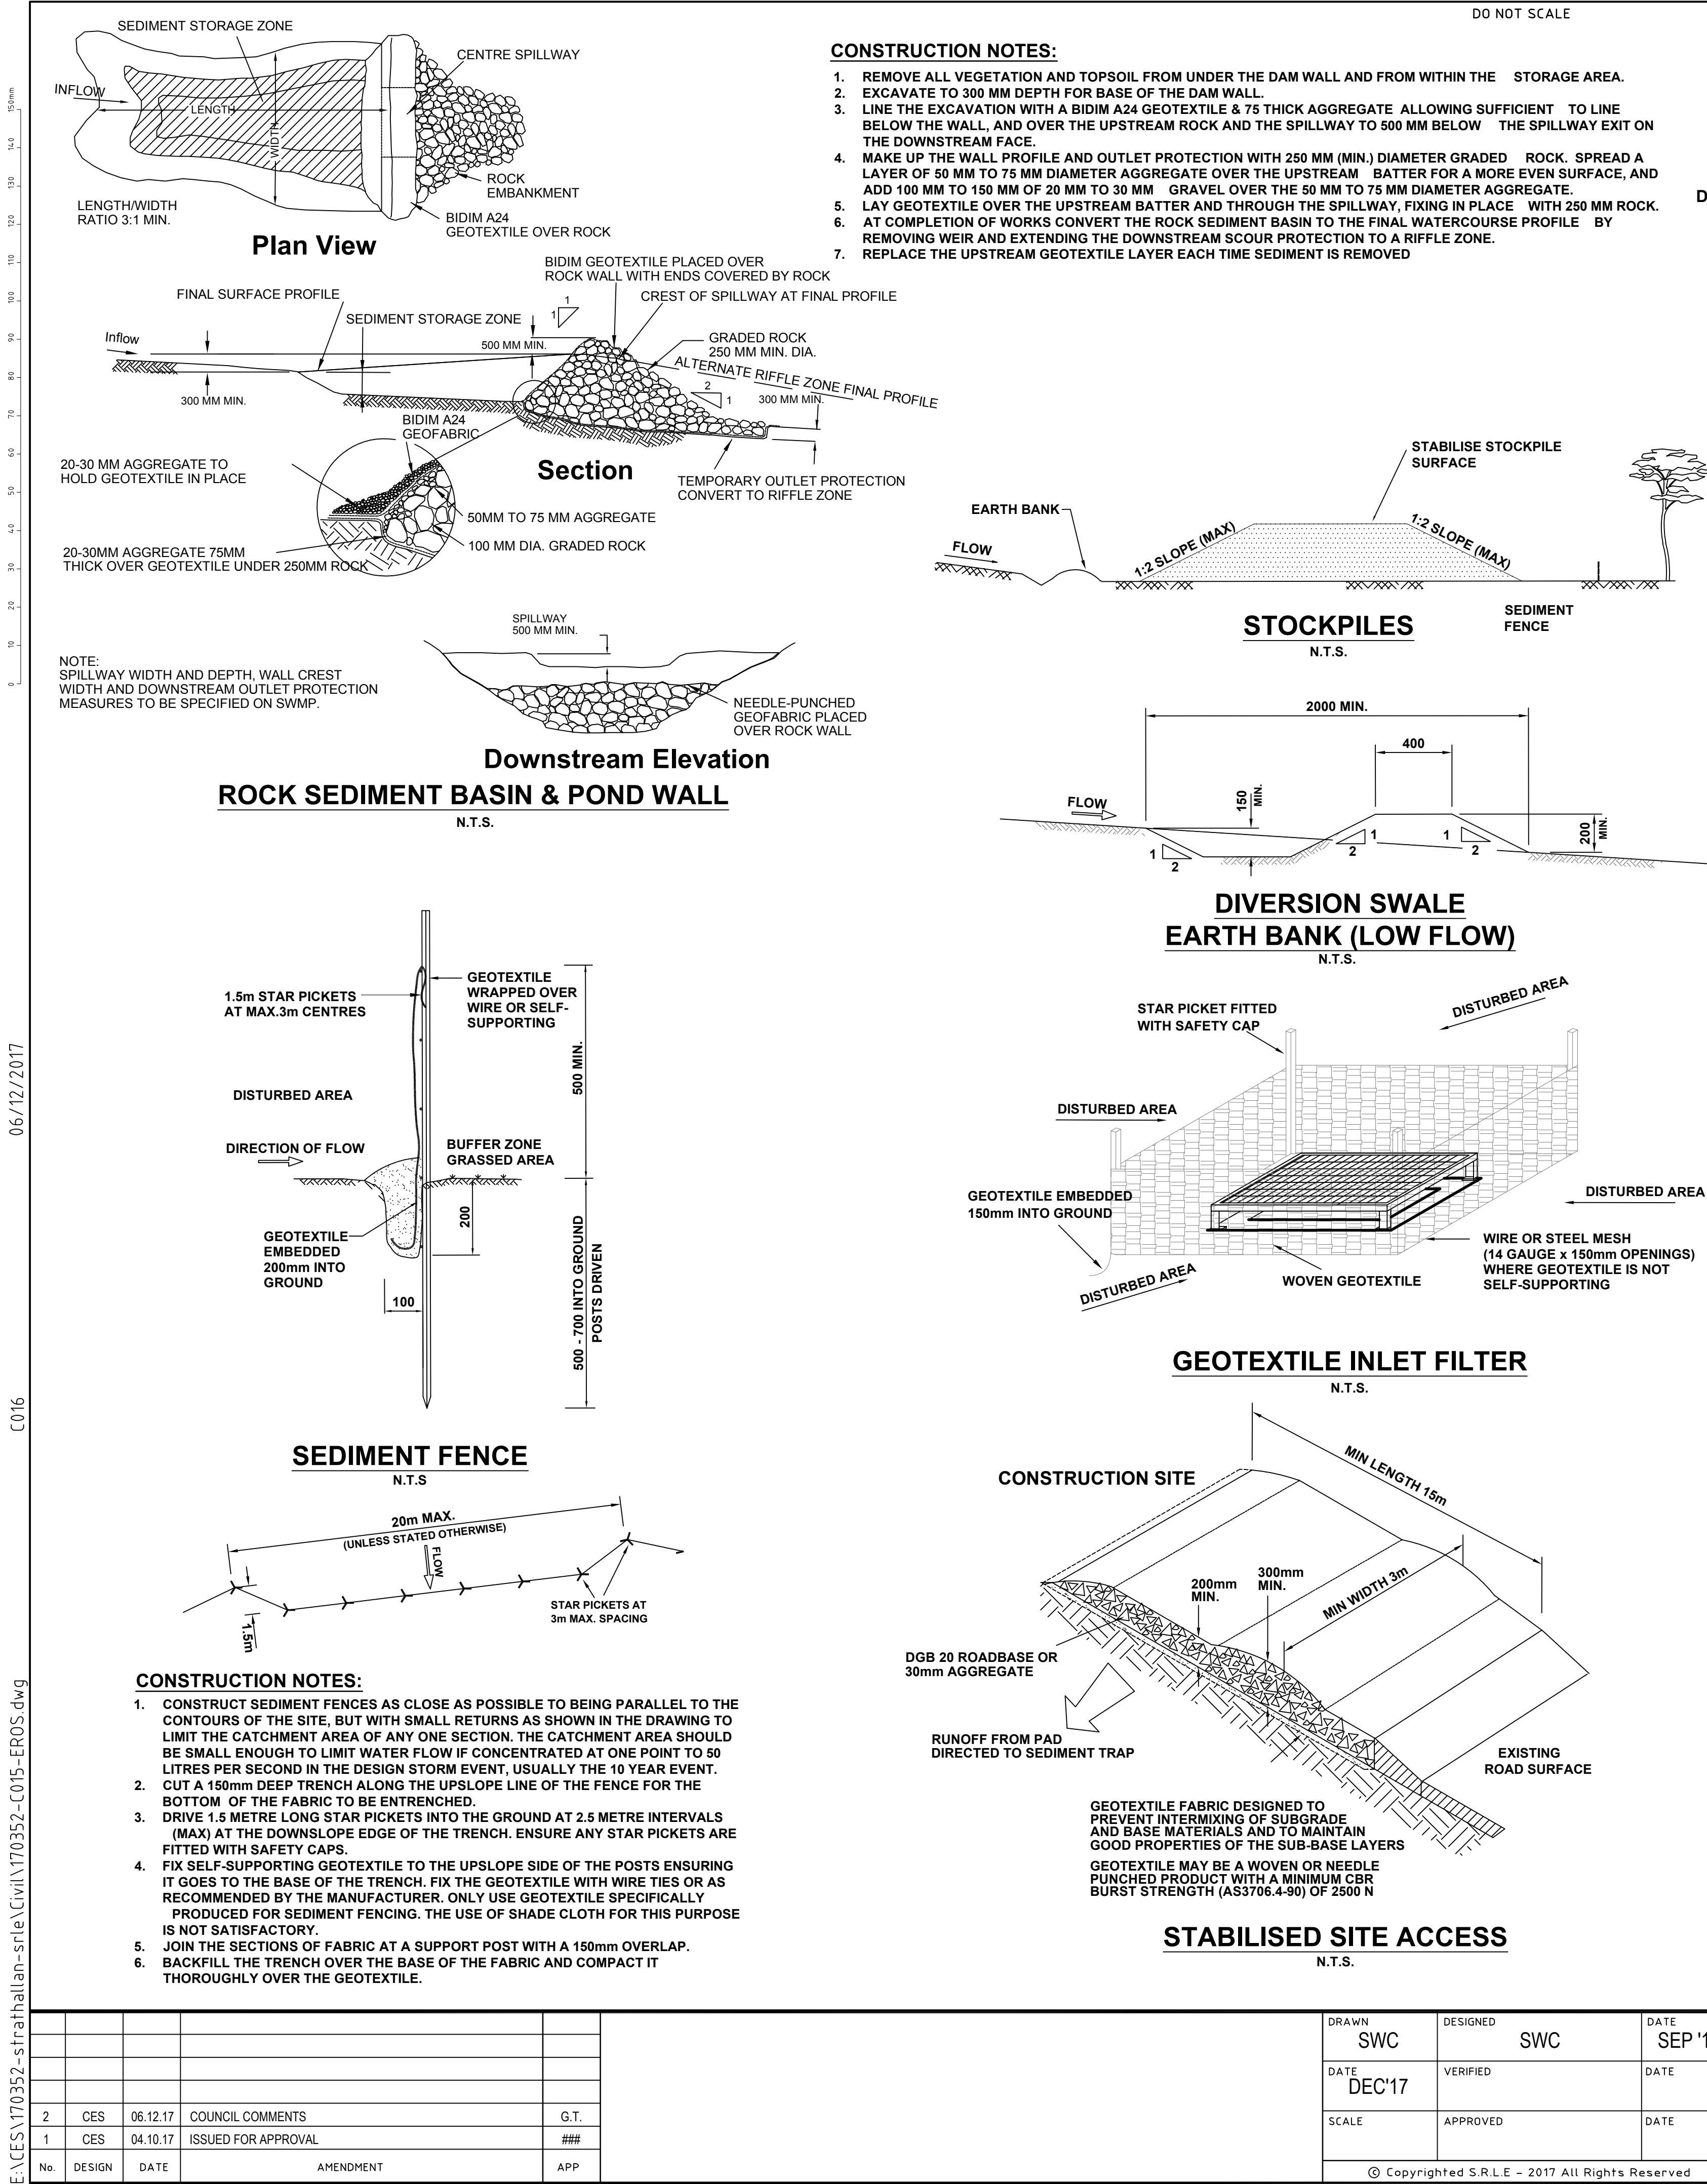 DO NOT SCALE
SEDIMENT STORAGE ZONE
CENTRE SPILLWAY
INFLOW
LENGTH
WIDTH
ROCK
EMBANKMENT
LENGTH/WIDTH
RATIO 3:1 MIN.
BIDIM A24
GEOTEXTILE OVER ROCK
Plan View
CONSTRUCTION NOTES:
1. REMOVE ALL VEGETATION AND TOPSOIL FROM UNDER THE DAM WALL AND FROM WITHIN THE STORAGE AREA.
2. EXCAVATE TO 300 MM DEPTH FOR BASE OF THE DAM WALL.
3. LINE THE EXCAVATION WITH A BIDIM A24 GEOTEXTILE & 75 THICK AGGREGATE ALLOWING SUFFICIENT TO LINE
BELOW THE WALL, AND OVER THE UPSTREAM ROCK AND THE SPILLWAY TO 500 MM BELOW THE SPILLWAY EXIT ON
THE DOWNSTREAM FACE.
4. MAKE UP THE WALL PROFILE AND OUTLET PROTECTION WITH 250 MM (MIN.) DIAMETER GRADED ROCK. SPREAD A
LAYER OF 50 MM TO 75 MM DIAMETER AGGREGATE OVER THE UPSTREAM BATTER FOR A MORE EVEN SURFACE, AND
ADD 100 MM TO 150 MM OF 20 MM TO 30 MM GRAVEL OVER THE 50 MM TO 75 MM DIAMETER AGGREGATE.
5. LAY GEOTEXTILE OVER THE UPSTREAM BATTER AND THROUGH THE SPILLWAY, FIXING IN PLACE WITH 250 MM ROCK.
6. AT COMPLETION OF WORKS CONVERT THE ROCK SEDIMENT BASIN TO THE FINAL WATERCOURSE PROFILE BY
REMOVING WEIR AND EXTENDING THE DOWNSTREAM SCOUR PROTECTION TO A RIFFLE ZONE.
7. REPLACE THE UPSTREAM GEOTEXTILE LAYER EACH TIME SEDIMENT IS REMOVED
D
BIDIM GEOTEXTILE PLACED OVER
ROCK WALL WITH ENDS COVERED BY ROCK
FINAL SURFACE PROFILE
CREST OF SPILLWAY AT FINAL PROFILE
1
1
SEDIMENT STORAGE ZONE
Inflow
500 MM MIN.
GRADED ROCK
250 MM MIN. DIA.
ALTERNATE RIFFLE ZONE FINAL PROFILE
300 MM MIN.
2
1
300 MM MIN.
BIDIM A24
GEOFABRIC
20-30 MM AGGREGATE TO
HOLD GEOTEXTILE IN PLACE
Section
TEMPORARY OUTLET PROTECTION
CONVERT TO RIFFLE ZONE
50MM TO 75 MM AGGREGATE
100 MM DIA. GRADED ROCK
20-30MM AGGREGATE 75MM
THICK OVER GEOTEXTILE UNDER 250MM ROCK
SPILLWAY
500 MM MIN.
NOTE:
SPILLWAY WIDTH AND DEPTH, WALL CREST
WIDTH AND DOWNSTREAM OUTLET PROTECTION
MEASURES TO BE SPECIFIED ON SWMP.
NEEDLE-PUNCHED
GEOFABRIC PLACED
OVER ROCK WALL
Downstream Elevation
ROCK SEDIMENT BASIN & POND WALL
N.T.S.
STABILISE STOCKPILE
SURFACE
EARTH BANK
FLOW
1:2 SLOPE (MAX)
1:2 SLOPE (MAX)
SEDIMENT
FENCE
STOCKPILES
N.T.S.
2000 MIN.
400
FLOW
150
MIN.
1
2
1
2
1
2
200
MIN.
DIVERSION SWALE
EARTH BANK (LOW FLOW)
N.T.S.
1.5m STAR PICKETS
AT MAX.3m CENTRES
GEOTEXTILE
WRAPPED OVER
WIRE OR SELF-
SUPPORTING
500 MIN.
DISTURBED AREA
DIRECTION OF FLOW
BUFFER ZONE
GRASSED AREA
200
GEOTEXTILE
EMBEDDED
200mm INTO
GROUND
100
500 - 700 INTO GROUND
POSTS DRIVEN
SEDIMENT FENCE
N.T.S
20m MAX.
(UNLESS STATED OTHERWISE)
FLOW
1.5m
STAR PICKETS AT
3m MAX. SPACING
CONSTRUCTION NOTES:
1. CONSTRUCT SEDIMENT FENCES AS CLOSE AS POSSIBLE TO BEING PARALLEL TO THE
CONTOURS OF THE SITE, BUT WITH SMALL RETURNS AS SHOWN IN THE DRAWING TO
LIMIT THE CATCHMENT AREA OF ANY ONE SECTION. THE CATCHMENT AREA SHOULD
BE SMALL ENOUGH TO LIMIT WATER FLOW IF CONCENTRATED AT ONE POINT TO 50
LITRES PER SECOND IN THE DESIGN STORM EVENT, USUALLY THE 10 YEAR EVENT.
2. CUT A 150mm DEEP TRENCH ALONG THE UPSLOPE LINE OF THE FENCE FOR THE
BOTTOM OF THE FABRIC TO BE ENTRENCHED.
3. DRIVE 1.5 METRE LONG STAR PICKETS INTO THE GROUND AT 2.5 METRE INTERVALS
(MAX) AT THE DOWNSLOPE EDGE OF THE TRENCH. ENSURE ANY STAR PICKETS ARE
FITTED WITH SAFETY CAPS.
4. FIX SELF-SUPPORTING GEOTEXTILE TO THE UPSLOPE SIDE OF THE POSTS ENSURING
IT GOES TO THE BASE OF THE TRENCH. FIX THE GEOTEXTILE WITH WIRE TIES OR AS
RECOMMENDED BY THE MANUFACTURER. ONLY USE GEOTEXTILE SPECIFICALLY
PRODUCED FOR SEDIMENT FENCING. THE USE OF SHADE CLOTH FOR THIS PURPOSE
IS NOT SATISFACTORY.
5. JOIN THE SECTIONS OF FABRIC AT A SUPPORT POST WITH A 150mm OVERLAP.
6. BACKFILL THE TRENCH OVER THE BASE OF THE FABRIC AND COMPACT IT
THOROUGHLY OVER THE GEOTEXTILE.
STAR PICKET FITTED
WITH SAFETY CAP
DISTURBED AREA
DISTURBED AREA
GEOTEXTILE EMBEDDED
150mm INTO GROUND
DISTURBED AREA
DISTURBED AREA
WOVEN GEOTEXTILE
WIRE OR STEEL MESH
(14 GAUGE x 150mm OPENINGS)
WHERE GEOTEXTILE IS NOT
SELF-SUPPORTING
GEOTEXTILE INLET FILTER
N.T.S.
CONSTRUCTION SITE
MIN LENGTH 15m
200mm
MIN.
300mm
MIN.
MIN WIDTH 3m
DGB 20 ROADBASE OR
30mm AGGREGATE
RUNOFF FROM PAD
DIRECTED TO SEDIMENT TRAP
EXISTING
ROAD SURFACE
GEOTEXTILE FABRIC DESIGNED TO
PREVENT INTERMIXING OF SUBGRADE
AND BASE MATERIALS AND TO MAINTAIN
GOOD PROPERTIES OF THE SUB-BASE LAYERS
GEOTEXTILE MAY BE A WOVEN OR NEEDLE
PUNCHED PRODUCT WITH A MINIMUM CBR
BURST STRENGTH (AS3706.4-90) OF 2500 N
STABILISED SITE ACCESS
N.T.S.
0 10 20 30 40 50 60 70 80 90 100 110 120 130 140 150mm
E:\CES\170352-strathallan-srle\Civil\170352-C015-EROS.dwg C016 06/12/2017
2 CES 06.12.17 COUNCIL COMMENTS G.T.
1 CES 04.10.17 ISSUED FOR APPROVAL ###
No. DESIGN DATE AMENDMENT APP
DRAWN SWC DESIGNED SWC DATE SEP '1
DATE DEC'17 VERIFIED DATE
SCALE APPROVED DATE
© Copyrighted S.R.L.E - 2017 All Rights Reserved